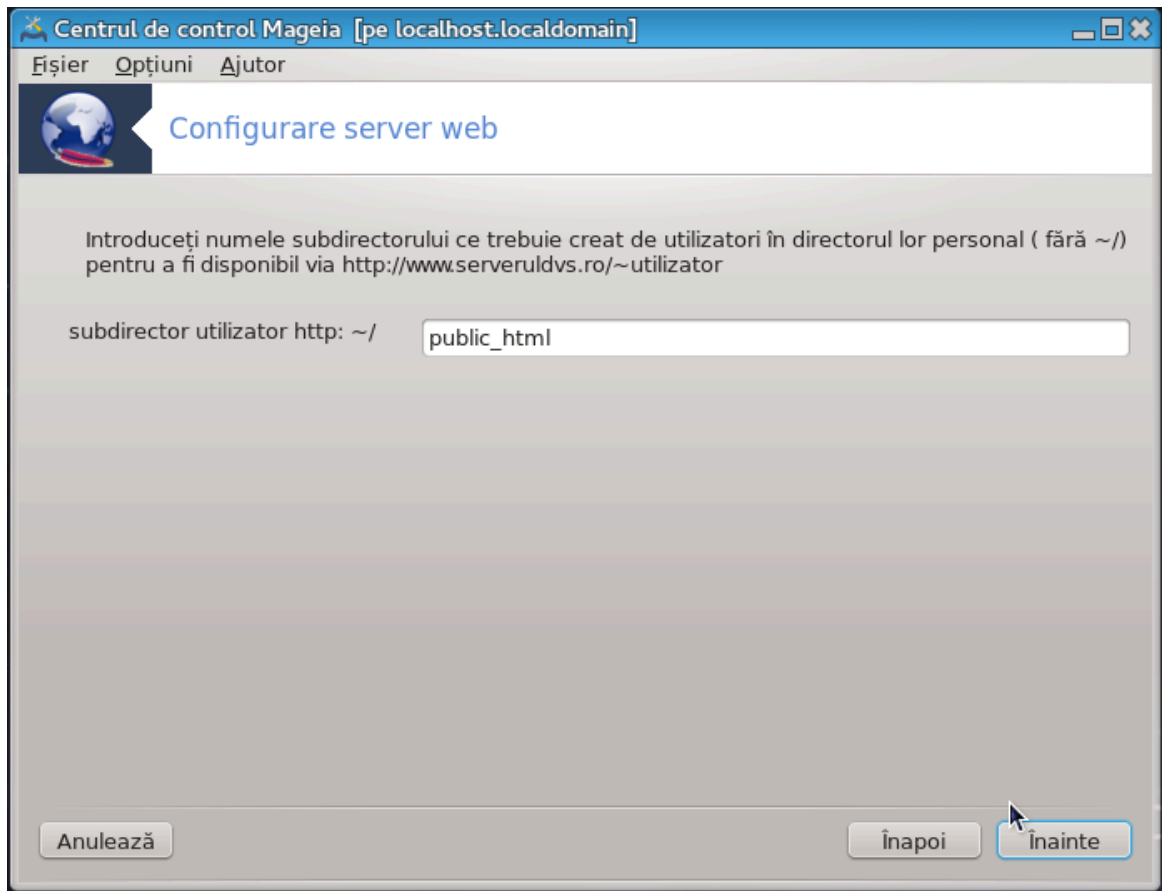 Centrul de control Mageia [pe localhost.localdomain]
Fișier Opțiuni Ajutor
Configurare server web
Introduceți numele subdirectorului ce trebuie creat de utilizatori în directorul lor personal ( fără ~/)
pentru a fi disponibil via http://www.serveruldvs.ro/~utilizator
subdirector utilizator http: ~/ public_html
Anulează Înapoi Înainte